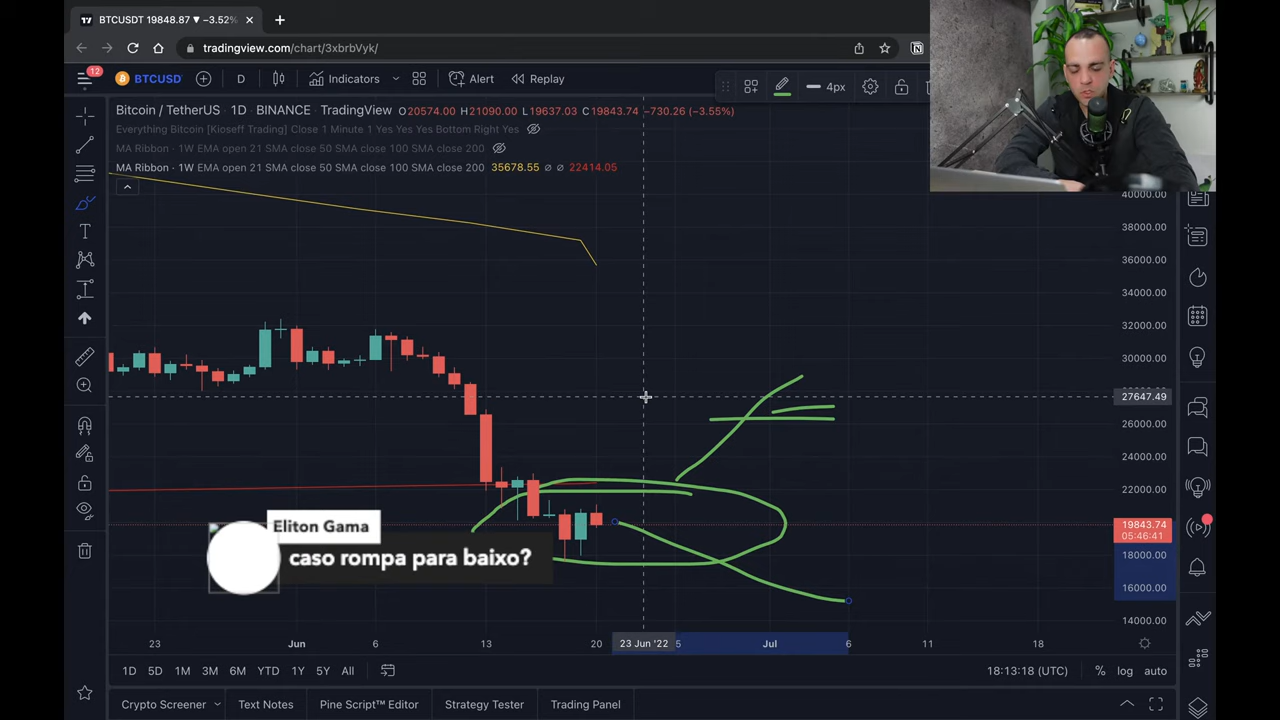 BTCUSDT 19848.87 ▼ −3.52%
tradingview.com/chart/3xbrbVyk/
12 BTCUSD D Indicators Alert Replay 4px
Bitcoin / TetherUS · 1D · BINANCE · TradingView O20574.00 H21090.00 L19637.03 C19843.74 −730.26 (−3.55%)
Everything Bitcoin [Kioseff Trading] Close 1 Minute 1 Yes Yes Yes Bottom Right Yes
MA Ribbon · 1W EMA open 21 SMA close 50 SMA close 100 SMA close 200
MA Ribbon · 1W EMA open 21 SMA close 50 SMA close 100 SMA close 200 35678.55 ∅ ∅ 22414.05
40000.00
38000.00
36000.00
34000.00
32000.00
30000.00
27647.49
26000.00
24000.00
22000.00
19843.74
05:46:41
18000.00
16000.00
14000.00
Eliton Gama
caso rompa para baixo?
23 Jun 6 13 20 23 Jun '22 5 Jul 6 11 18
1D 5D 1M 3M 6M YTD 1Y 5Y All 18:13:18 (UTC) % log auto
Crypto Screener Text Notes Pine Script™ Editor Strategy Tester Trading Panel